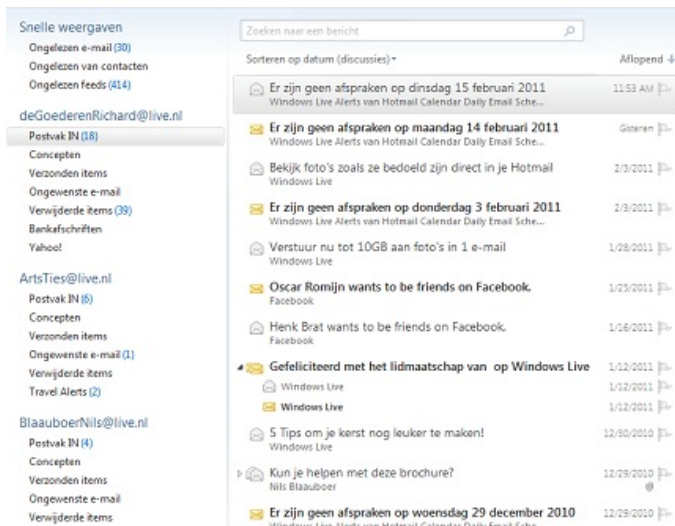 Snelle weergaven
Ongelezen e-mail (30)
Ongelezen van contacten
Ongelezen feeds (414)
deGoederenRichard@live.nl
Postvak IN (18)
Concepten
Verzonden items
Ongewenste e-mail
Verwijderde items (39)
Bankafschriften
Yahoo!
ArtsTies@live.nl
Postvak IN (6)
Concepten
Verzonden items
Ongewenste e-mail (1)
Verwijderde items
Travel Alerts (2)
BlaauboerNils@live.nl
Postvak IN (4)
Concepten
Verzonden items
Ongewenste e-mail
Verwijderde items
Zoeken naar een bericht
Sorteren op datum (discussies) Aflopend
Er zijn geen afspraken op dinsdag 15 februari 2011 11:53 AM
Windows Live Alerts van Hotmail Calendar Daily Email Sche...
Er zijn geen afspraken op maandag 14 februari 2011 Gisteren
Windows Live Alerts van Hotmail Calendar Daily Email Sche...
Bekijk foto's zoals ze bedoeld zijn direct in je Hotmail 2/3/2011
Windows Live
Er zijn geen afspraken op donderdag 3 februari 2011 2/3/2011
Windows Live Alerts van Hotmail Calendar Daily Email Sche...
Verstuur nu tot 10GB aan foto's in 1 e-mail 1/28/2011
Windows Live
Oscar Romijn wants to be friends on Facebook. 1/25/2011
Facebook
Henk Brat wants to be friends on Facebook. 1/16/2011
Facebook
Gefeliciteerd met het lidmaatschap van op Windows Live 1/12/2011
Windows Live 1/12/2011
Windows Live 1/12/2011
5 Tips om je kerst nog leuker te maken! 12/30/2010
Windows Live
Kun je helpen met deze brochure? 12/29/2010
Nils Blaauboer
Er zijn geen afspraken op woensdag 29 december 2010 12/29/2010
Windows Live Alerts van Hotmail Calendar Daily Email Sche...